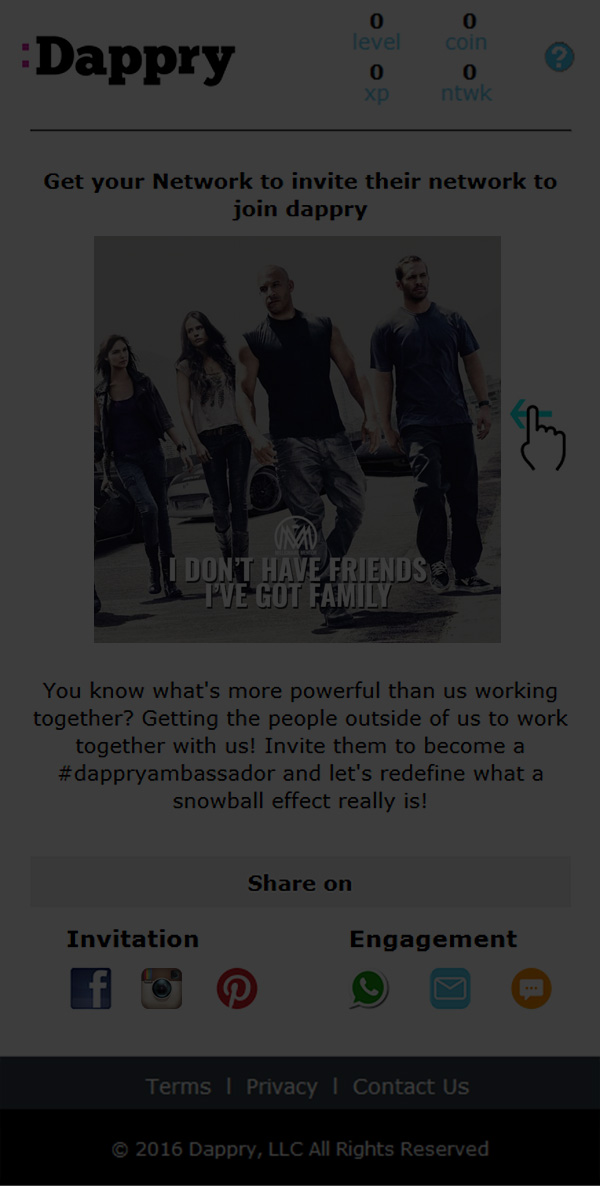 :Dappry
0 0
level coin
?
0 0
xp ntwk
Get your Network to invite their network to
join dappry
I DON'T HAVE FRIENDS
I'VE GOT FAMILY
You know what's more powerful than us working
together? Getting the people outside of us to work
together with us! Invite them to become a
#dappryambassador and let's redefine what a
snowball effect really is!
Share on
Invitation Engagement
Terms | Privacy | Contact Us
© 2016 Dappry, LLC All Rights Reserved